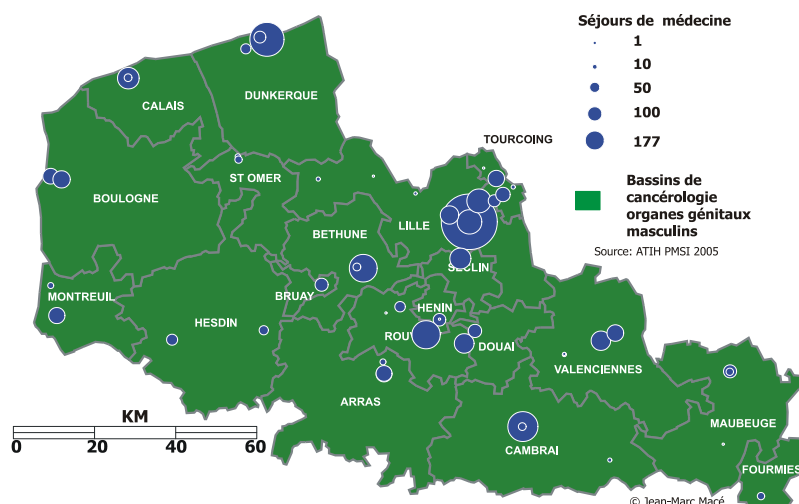 Séjours de médecine
1
10
50
100
177
Bassins de
cancérologie
organes génitaux
masculins
Source: ATIH PMSI 2005
DUNKERQUE
CALAIS
TOURCOING
ST OMER
BOULOGNE
LILLE
BETHUNE
SECLIN
MONTREUIL
BRUAY
HENIN
HESDIN
ROUV
DOUAI
VALENCIENNES
ARRAS
MAUBEUGE
CAMBRAI
FOURMIES
KM
0 20 40 60
© Jean-Marc Macé